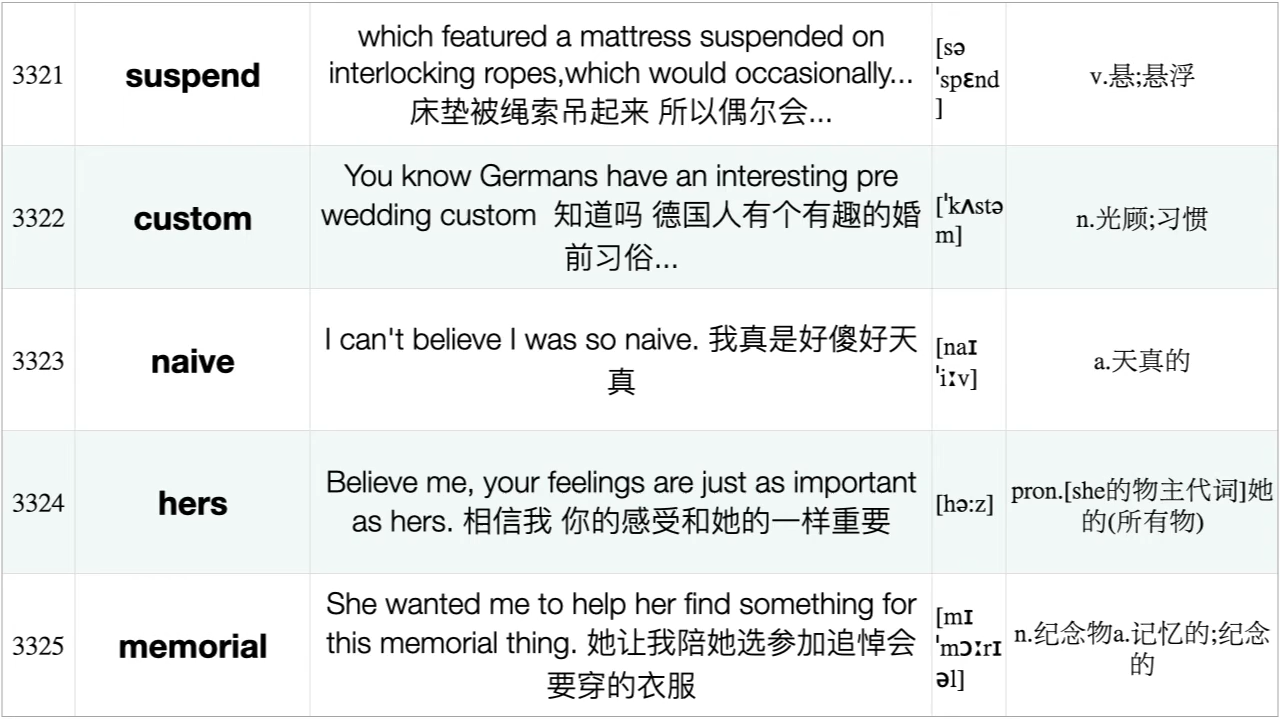 3321
suspend
which featured a mattress suspended on
interlocking ropes,which would occasionally...
床垫被绳索吊起来 所以偶尔会...
[sə
ˈspɛnd
]
v.悬;悬浮
3322
custom
You know Germans have an interesting pre
wedding custom 知道吗 德国人有个有趣的婚
前习俗...
[ˈkʌstə
m]
n.光顾;习惯
3323
naive
I can't believe I was so naive. 我真是好傻好天
真
[naɪ
ˈiːv]
a.天真的
3324
hers
Believe me, your feelings are just as important
as hers. 相信我 你的感受和她的一样重要
[hə:z]
pron.[she的物主代词]她
的(所有物)
3325
memorial
She wanted me to help her find something for
this memorial thing. 她让我陪她选参加追悼会
要穿的衣服
[mɪ
ˈmɔːrɪ
əl]
n.纪念物a.记忆的;纪念
的